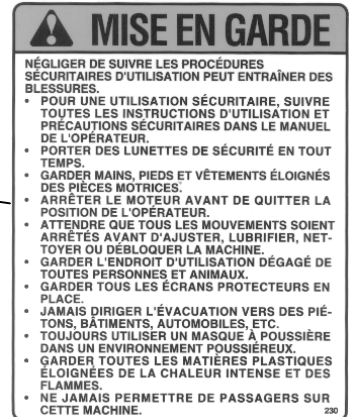 MISE EN GARDE
NÉGLIGER DE SUIVRE LES PROCÉDURES
SÉCURITAIRES D'UTILISATION PEUT ENTRAÎNER DES
BLESSURES.
• POUR UNE UTILISATION SÉCURITAIRE, SUIVRE
TOUTES LES INSTRUCTIONS D'UTILISATION ET
PRÉCAUTIONS SÉCURITAIRES DANS LE MANUEL
DE L'OPÉRATEUR.
• PORTER DES LUNETTES DE SÉCURITÉ EN TOUT
TEMPS.
• GARDER MAINS, PIEDS ET VÊTEMENTS ÉLOIGNÉS
DES PIÈCES MOTRICES.
• ARRÊTER LE MOTEUR AVANT DE QUITTER LA
POSITION DE L'OPÉRATEUR.
• ATTENDRE QUE TOUS LES MOUVEMENTS SOIENT
ARRÊTÉS AVANT D'AJUSTER, LUBRIFIER, NET-
TOYER OU DÉBLOQUER LA MACHINE.
• GARDER L'ENDROIT D'UTILISATION DÉGAGÉ DE
TOUTES PERSONNES ET ANIMAUX.
• GARDER TOUS LES ÉCRANS PROTECTEURS EN
PLACE.
• JAMAIS DIRIGER L'ÉVACUATION VERS DES PIÉ-
TONS, BÂTIMENTS, AUTOMOBILES, ETC.
• TOUJOURS UTILISER UN MASQUE À POUSSIÈRE
DANS UN ENVIRONNEMENT POUSSIÉREUX.
• GARDER TOUTES LES MATIÈRES PLASTIQUES
ÉLOIGNÉES DE LA CHALEUR INTENSE ET DES
FLAMMES.
• NE JAMAIS PERMETTRE DE PASSAGERS SUR
CETTE MACHINE. 230